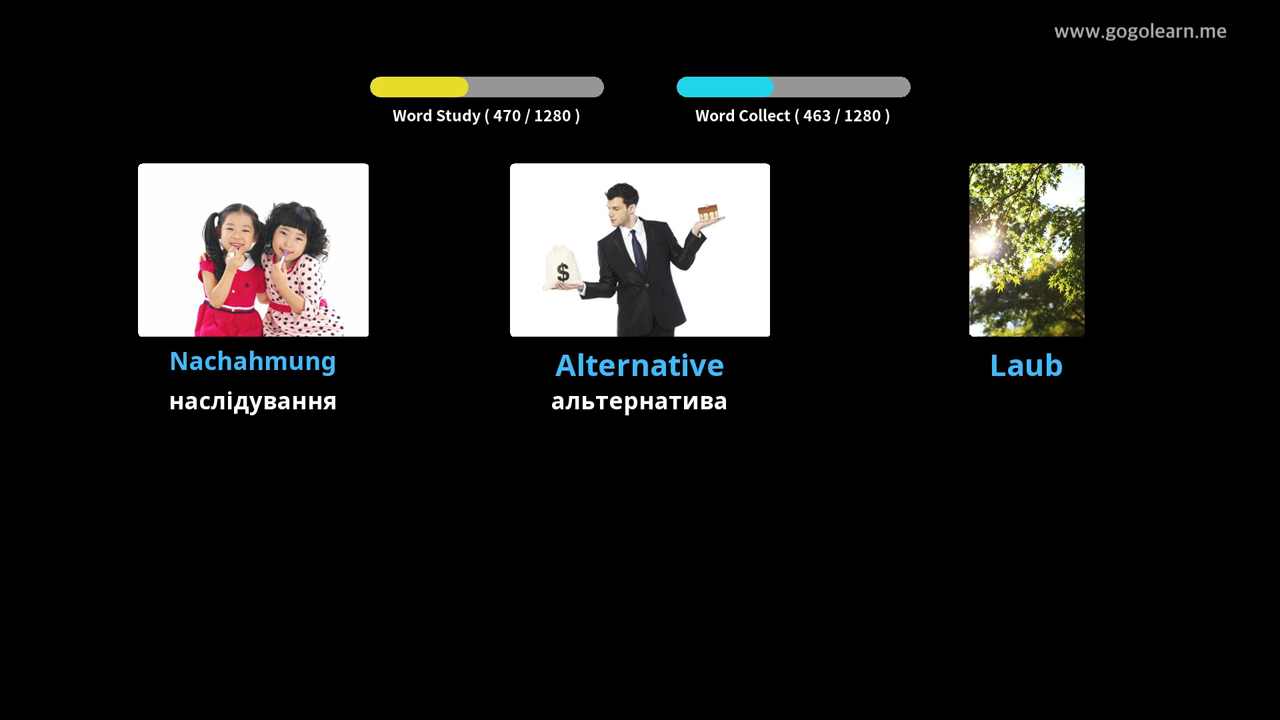 www.gogolearn.me
Word Study ( 470 / 1280 )
Word Collect ( 463 / 1280 )
$
Nachahmung
наслідування
Alternative
альтернатива
Laub